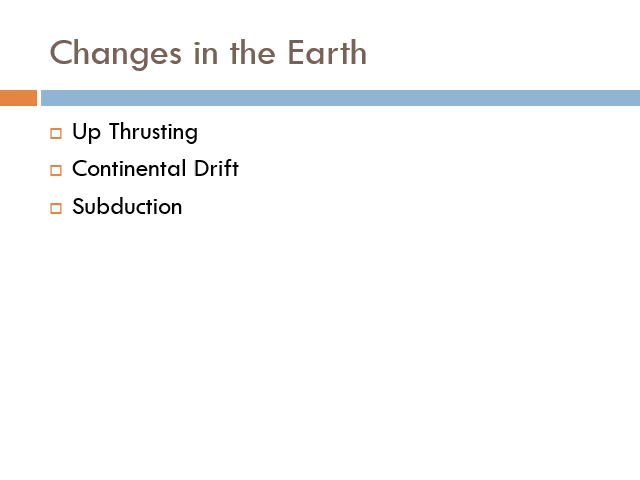 Changes in the Earth
Up Thrusting
Continental Drift
Subduction